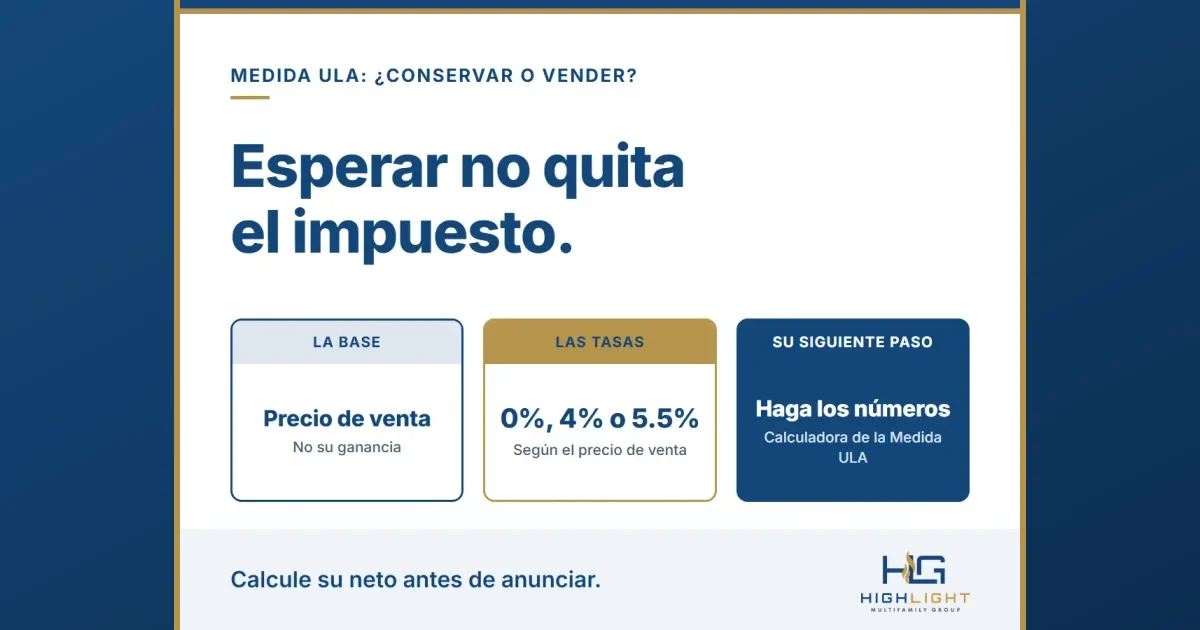 MEDIDA ULA: ¿CONSERVAR O VENDER?
Esperar no quita
el impuesto.
LA BASE
Precio de venta
No su ganancia
LAS TASAS
0%, 4% o 5.5%
Según el precio de venta
SU SIGUIENTE PASO
Haga los números
Calculadora de la Medida
ULA
Calcule su neto antes de anunciar.
HG
HIGHLIGHT
MULTIFAMILY GROUP